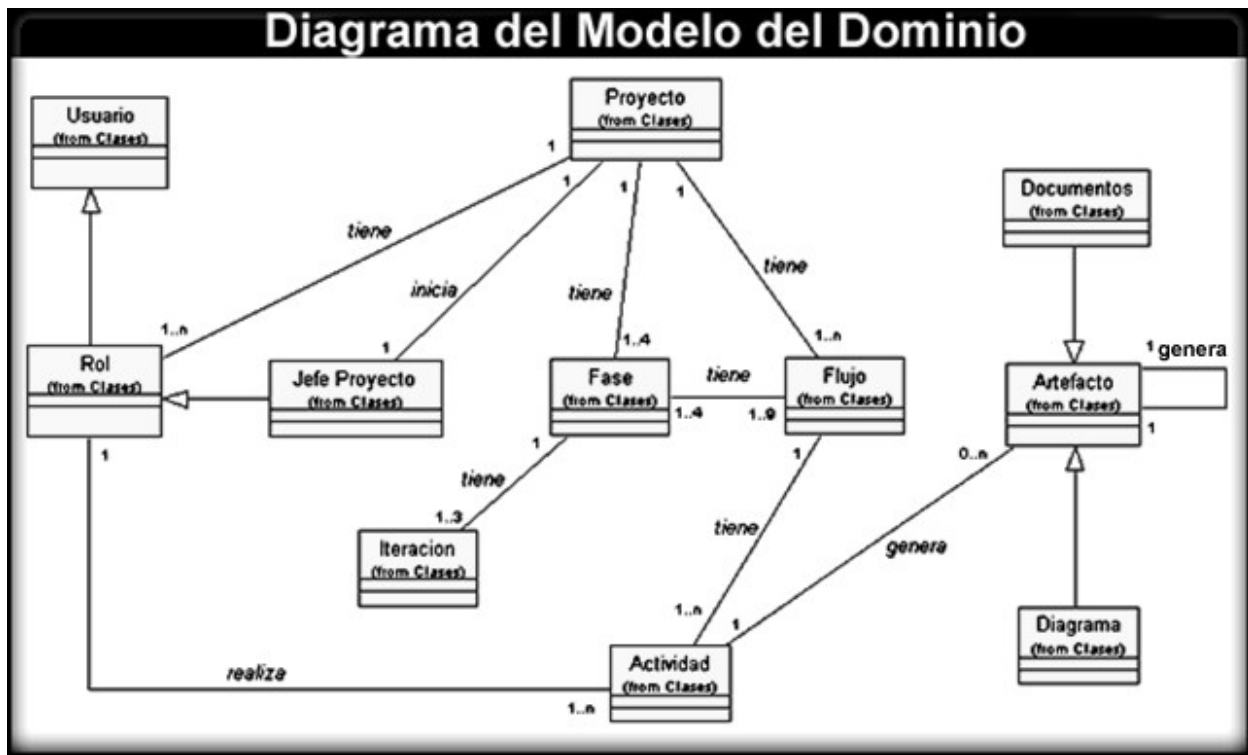 Diagrama del Modelo del Dominio
Usuario
(from Clases)
Proyecto
(from Clases)
Documentos
(from Clases)
1
1
1
1
tiene
inicia
tiene
tiene
1..n
1
1..4
1..n
1 genera
Rol
(from Clases)
Jefe Proyecto
(from Clases)
Fase
(from Clases)
tiene
1..4
1..9
Flujo
(from Clases)
Artefacto
(from Clases)
1
1
1
1
0..n
tiene
1..3
Iteracion
(from Clases)
tiene
genera
1..n
1
Actividad
(from Clases)
Diagrama
(from Clases)
realiza
1..n